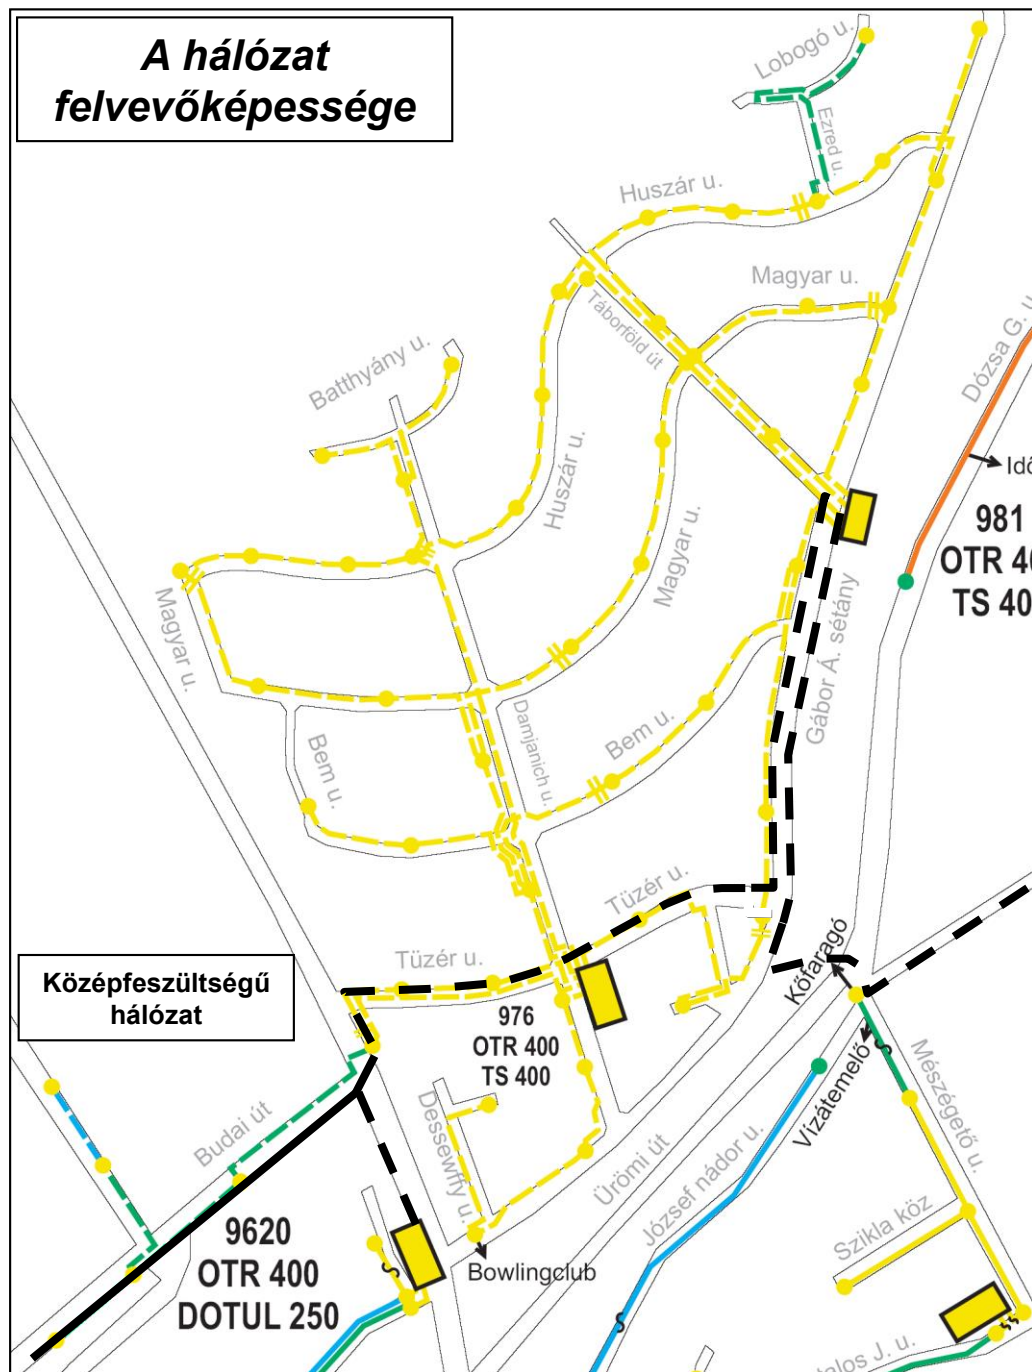 A hálózat
felvevőképessége
Lobogó u.
Ezred u.
Huszár u.
Magyar u.
Táborföld út
Dózsa G. u
Batthyány u.
Idő
981
OTR 40
TS 40
Huszár u.
Magyar u.
Magyar u.
Gábor Á. sétány
Damjanich u.
Bem u.
Bem u.
Tüzér u.
Tüzér u.
Kőfaragó
Középfeszültségű
hálózat
976
OTR 400
TS 400
Vízátemelő
Mészégető u.
Budai út
Dessewffy u.
Ürömi út
József nádor u.
Szikla köz
9620
OTR 400
DOTUL 250
Bowlingclub
talos J. u.